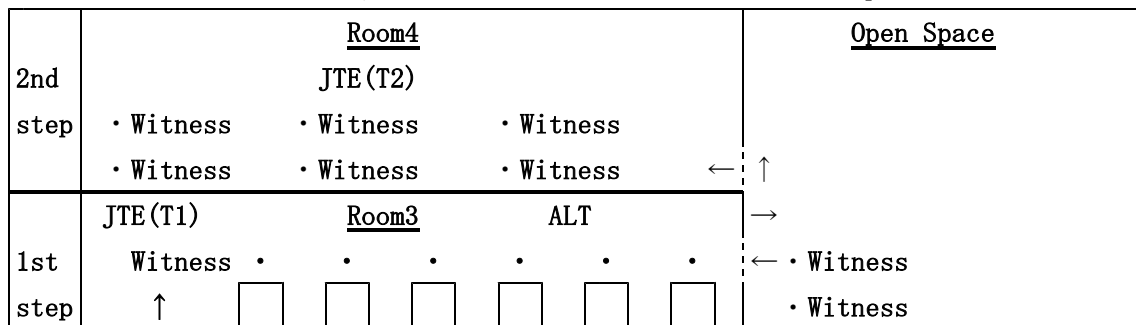 Room4 Open Space
2nd JTE(T2)
step ・Witness ・Witness ・Witness
・Witness ・Witness ・Witness ← ↑
JTE(T1) Room3 ALT →
1st Witness ・ ・ ・ ・ ・ ・ ←・Witness
step ↑ ・Witness